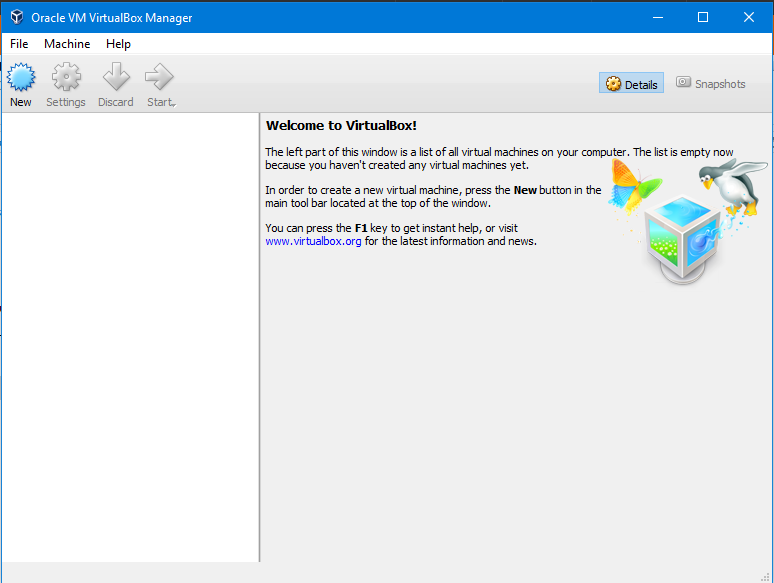 Oracle VM VirtualBox Manager
File Machine Help
New Settings Discard Start
Details Snapshots
Welcome to VirtualBox!
The left part of this window is a list of all virtual machines on your computer. The list is empty now
because you haven't created any virtual machines yet.
In order to create a new virtual machine, press the New button in the
main tool bar located at the top of the window.
You can press the F1 key to get instant help, or visit
www.virtualbox.org for the latest information and news.